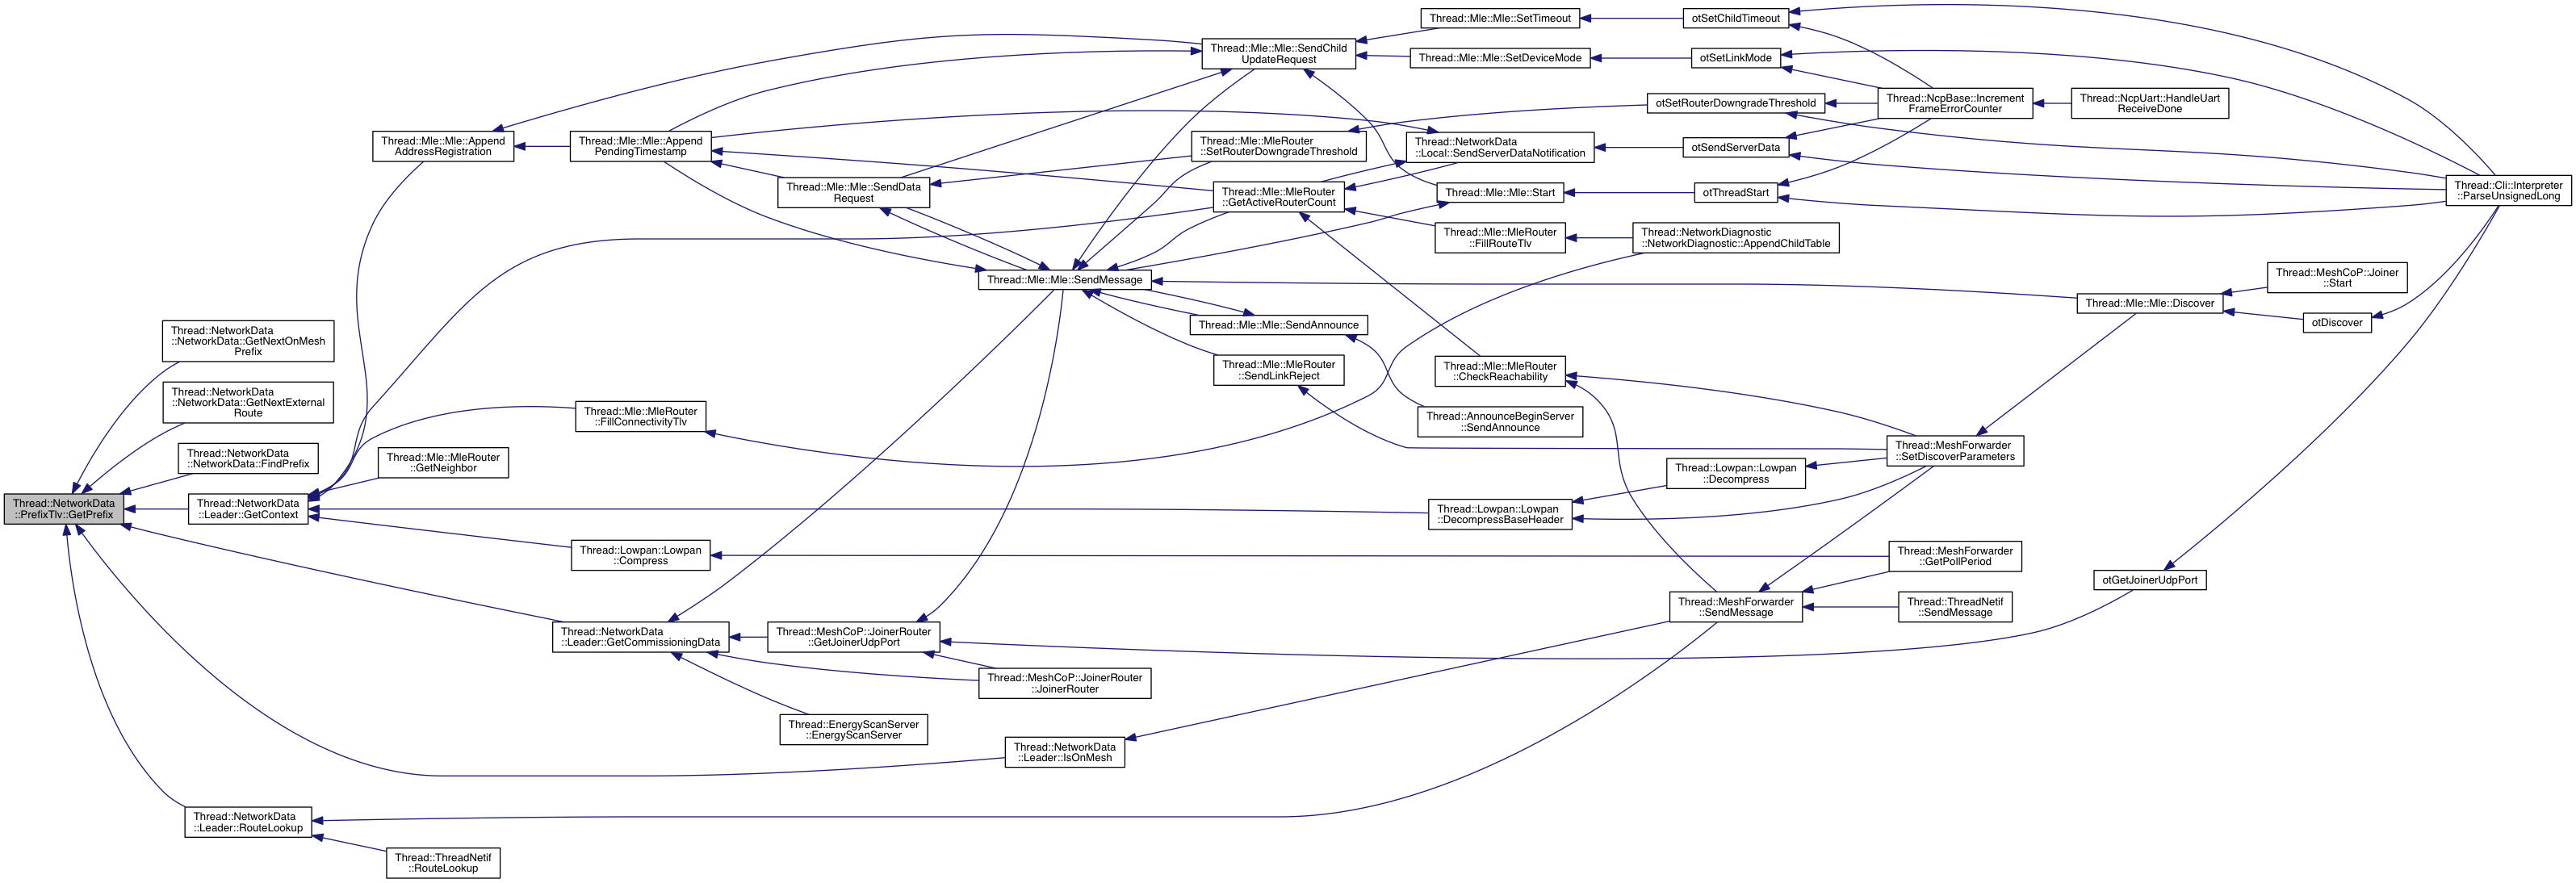 Thread::NetworkData
::PrefixTlv::GetPrefix
Thread::NetworkData
::NetworkData::GetNextOnMesh
Prefix
Thread::NetworkData
::NetworkData::GetNextExternal
Route
Thread::NetworkData
::NetworkData::FindPrefix
Thread::NetworkData
::Leader::GetContext
Thread::NetworkData
::Leader::RouteLookup
Thread::Mle::Mle::Append
AddressRegistration
Thread::Mle::MleRouter
::GetNeighbor
Thread::ThreadNetif
::RouteLookup
Thread::Mle::Mle::Append
PendingTimestamp
Thread::Mle::MleRouter
::FillConnectivityTlv
Thread::Lowpan::Lowpan
::Compress
Thread::NetworkData
::Leader::GetCommissioningData
Thread::Mle::Mle::SendData
Request
Thread::MeshCoP::JoinerRouter
::GetJoinerUdpPort
Thread::EnergyScanServer
::EnergyScanServer
Thread::Mle::Mle::SendMessage
Thread::MeshCoP::JoinerRouter
::JoinerRouter
Thread::NetworkData
::Leader::IsOnMesh
Thread::Mle::Mle::SendChild
UpdateRequest
Thread::Mle::MleRouter
::SetRouterDowngradeThreshold
Thread::Mle::MleRouter
::GetActiveRouterCount
Thread::Mle::Mle::SendAnnounce
Thread::Mle::MleRouter
::SendLinkReject
Thread::Mle::Mle::SetTimeout
Thread::Mle::Mle::SetDeviceMode
Thread::NetworkData
::Local::SendServerDataNotification
Thread::Mle::Mle::Start
Thread::Mle::MleRouter
::FillRouteTlv
Thread::Mle::MleRouter
::CheckReachability
Thread::AnnounceBeginServer
::SendAnnounce
Thread::Lowpan::Lowpan
::DecompressBaseHeader
otSetChildTimeout
otSetLinkMode
otSetRouterDowngradeThreshold
otSendServerData
otThreadStart
Thread::NetworkDiagnostic
::NetworkDiagnostic::AppendChildTable
Thread::Lowpan::Lowpan
::Decompress
Thread::MeshForwarder
::SendMessage
Thread::NcpBase::Increment
FrameErrorCounter
Thread::MeshForwarder
::SetDiscoverParameters
Thread::MeshForwarder
::GetPollPeriod
Thread::ThreadNetif
::SendMessage
Thread::NcpUart::HandleUart
ReceiveDone
Thread::Mle::Mle::Discover
otGetJoinerUdpPort
Thread::MeshCoP::Joiner
::Start
otDiscover
Thread::Cli::Interpreter
::ParseUnsignedLong